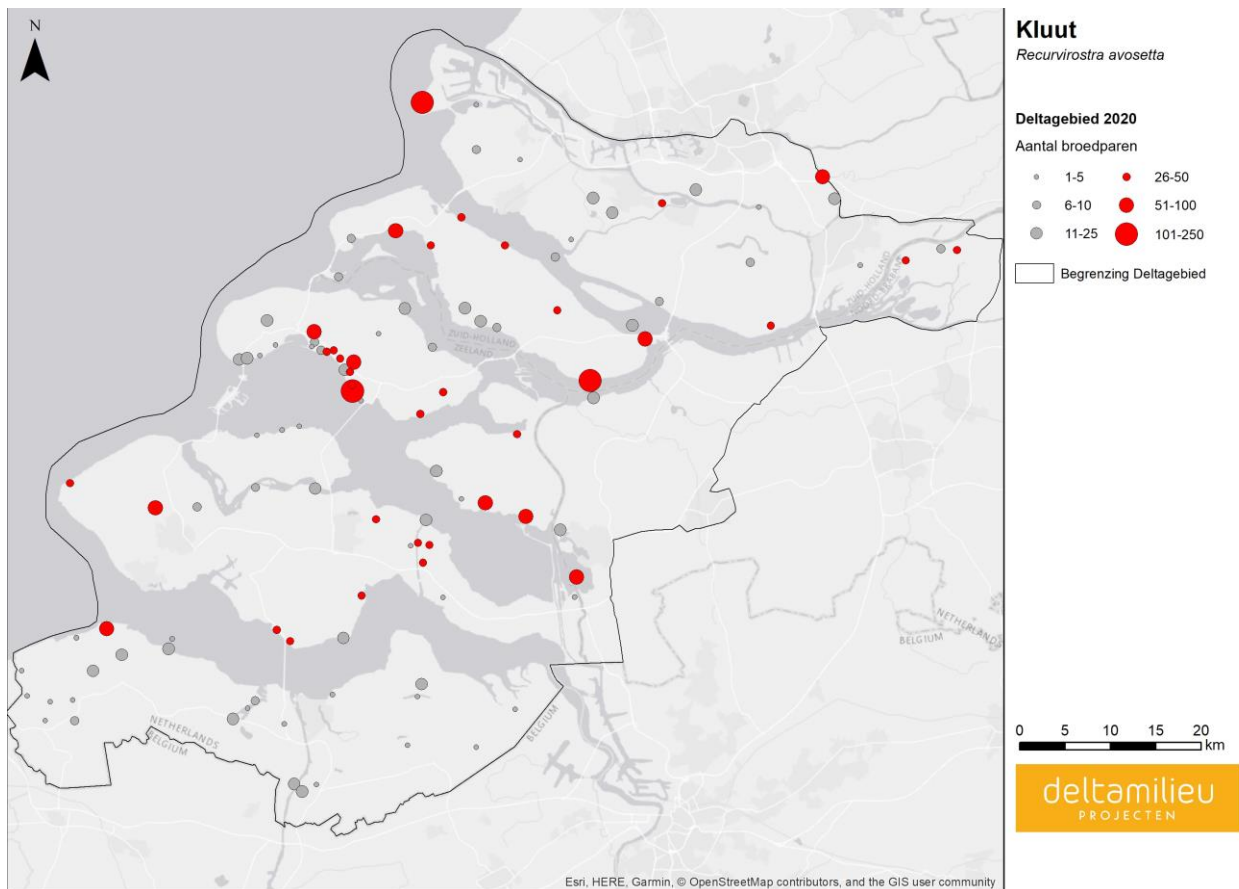 N
Kluut
Recurvirostra avosetta
Deltagebied 2020
Aantal broedparen
1-5
26-50
6-10
51-100
11-25
101-250
Begrenzing Deltagebied
ZUID-HOLLAND
ZEELAND
ZUID-HOLLAND
NETHERLANDS
BELGIUM
NETHERLANDS
BELGIUM
BELGIUM
0 5 10 15 20
km
deltamilieu
PROJECTEN
Esri, HERE, Garmin, © OpenStreetMap contributors, and the GIS user community